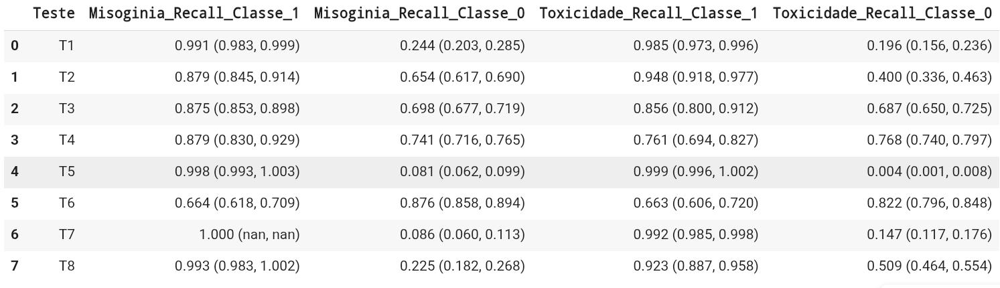 Teste Misoginia_Recall_Classe_1 Misoginia_Recall_Classe_0 Toxicidade_Recall_Classe_1 Toxicidade_Recall_Classe_0
0 T1 0.991 (0.983, 0.999) 0.244 (0.203, 0.285) 0.985 (0.973, 0.996) 0.196 (0.156, 0.236)
1 T2 0.879 (0.845, 0.914) 0.654 (0.617, 0.690) 0.948 (0.918, 0.977) 0.400 (0.336, 0.463)
2 T3 0.875 (0.853, 0.898) 0.698 (0.677, 0.719) 0.856 (0.800, 0.912) 0.687 (0.650, 0.725)
3 T4 0.879 (0.830, 0.929) 0.741 (0.716, 0.765) 0.761 (0.694, 0.827) 0.768 (0.740, 0.797)
4 T5 0.998 (0.993, 1.003) 0.081 (0.062, 0.099) 0.999 (0.996, 1.002) 0.004 (0.001, 0.008)
5 T6 0.664 (0.618, 0.709) 0.876 (0.858, 0.894) 0.663 (0.606, 0.720) 0.822 (0.796, 0.848)
6 T7 1.000 (nan, nan) 0.086 (0.060, 0.113) 0.992 (0.985, 0.998) 0.147 (0.117, 0.176)
7 T8 0.993 (0.983, 1.002) 0.225 (0.182, 0.268) 0.923 (0.887, 0.958) 0.509 (0.464, 0.554)